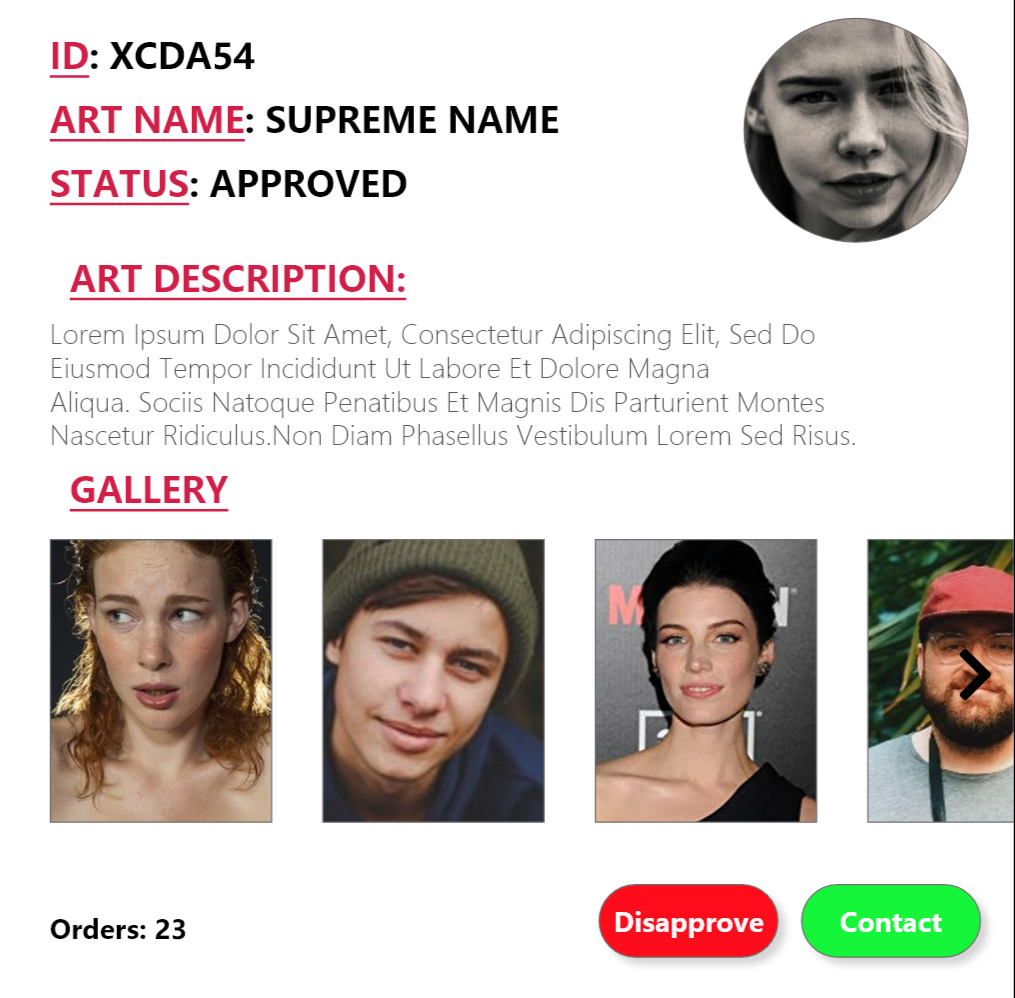 ID: XCDA54
ART NAME: SUPREME NAME
STATUS: APPROVED
ART DESCRIPTION:
Lorem Ipsum Dolor Sit Amet, Consectetur Adipiscing Elit, Sed Do
Eiusmod Tempor Incididunt Ut Labore Et Dolore Magna
Aliqua. Sociis Natoque Penatibus Et Magnis Dis Parturient Montes
Nascetur Ridiculus.Non Diam Phasellus Vestibulum Lorem Sed Risus.
GALLERY
Orders: 23
Disapprove
Contact